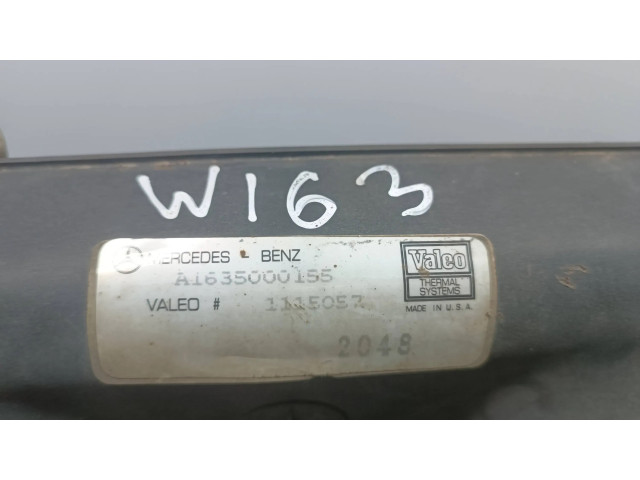 W163
MERCEDES - BENZ
A1635000155
VALEO # 1115057
2048
Valeo
THERMAL
SYSTEMS
MADE IN U.S.A.